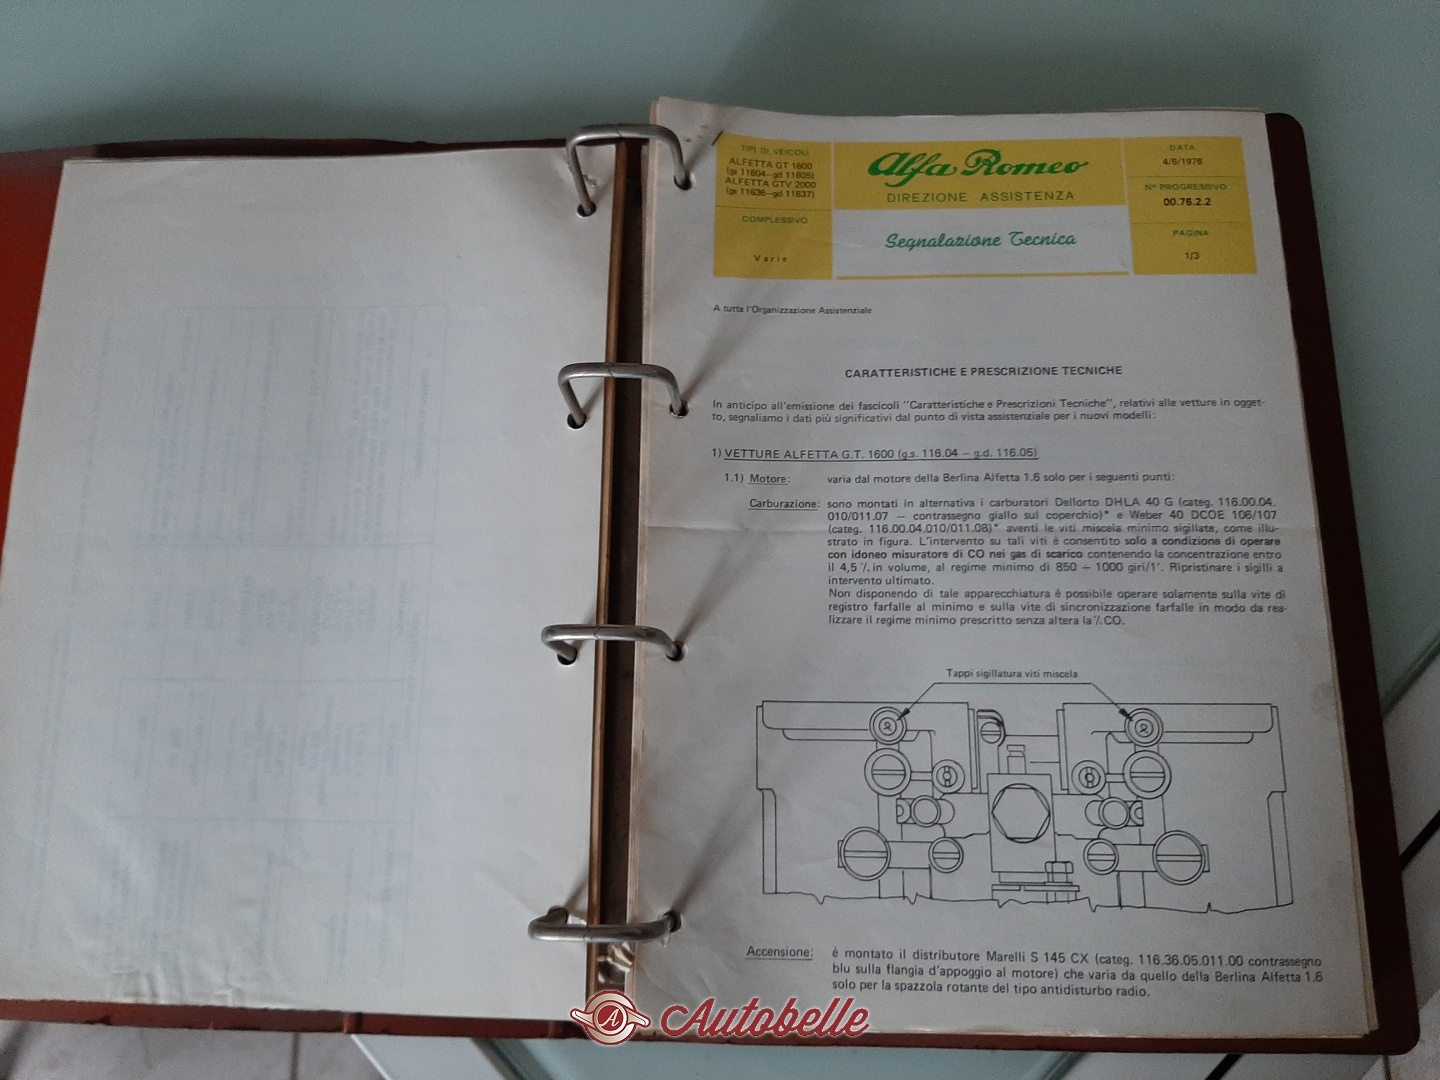 TIPI DI VEICOLI
ALFETTA GT 1600
(gs 11604-gd 11605)
ALFETTA GTV 2000
(gs 11636-gd 11637)
COMPLESSIVO
Varie
Alfa Romeo
DIREZIONE ASSISTENZA
Segnalazione Tecnica
DATA
4/6/1976
N° PROGRESSIVO
00.76.2.2
PAGINA
1/3
A tutta l'Organizzazione Assistenziale
CARATTERISTICHE E PRESCRIZIONE TECNICHE
In anticipo all'emissione dei fascicoli "Caratteristiche e Prescrizioni Tecniche", relativi alle vetture in ogget-
to, segnaliamo i dati più significativi dal punto di vista assistenziale per i nuovi modelli:
1) VETTURE ALFETTA G.T. 1600 (g.s. 116.04 – g.d. 116.05)
1.1) Motore: varia dal motore della Berlina Alfetta 1.6 solo per i seguenti punti:
Carburazione: sono montati in alternativa i carburatori Dellorto DHLA 40 G (categ. 116.00.04.
010/011.07 — contrassegno giallo sul coperchio)* e Weber 40 DCOE 106/107
(categ. 116.00.04.010/011.08)* aventi le viti miscela minimo sigillate, come illu-
strato in figura. L'intervento su tali viti è consentito solo a condizione di operare
con idoneo misuratore di CO nei gas di scarico contenendo la concentrazione entro
il 4,5 % in volume, al regime minimo di 850 ÷ 1000 giri/1'. Ripristinare i sigilli a
intervento ultimato.
Non disponendo di tale apparecchiatura è possibile operare solamente sulla vite di
registro farfalle al minimo e sulla vite di sincronizzazione farfalle in modo da rea-
lizzare il regime minimo prescritto senza altera la % CO.
Tappi sigillatura viti miscela
Accensione: è montato il distributore Marelli S 145 CX (categ. 116.36.05.011.00 contrassegno
blu sulla flangia d'appoggio al motore) che varia da quello della Berlina Alfetta 1.6
solo per la spazzola rotante del tipo antidisturbo radio.
A Autobelle